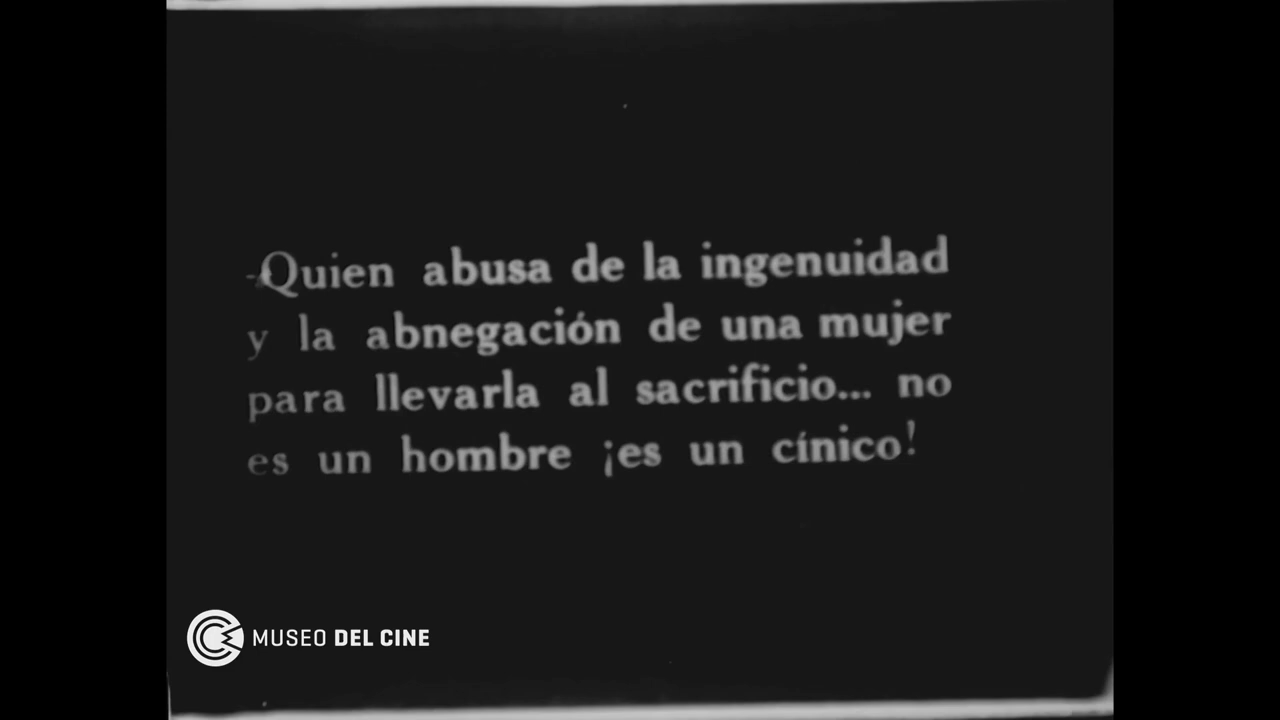 -Quien abusa de la ingenuidad
y la abnegación de una mujer
para llevarla al sacrificio... no
es un hombre ¡es un cínico!
MUSEO DEL CINE